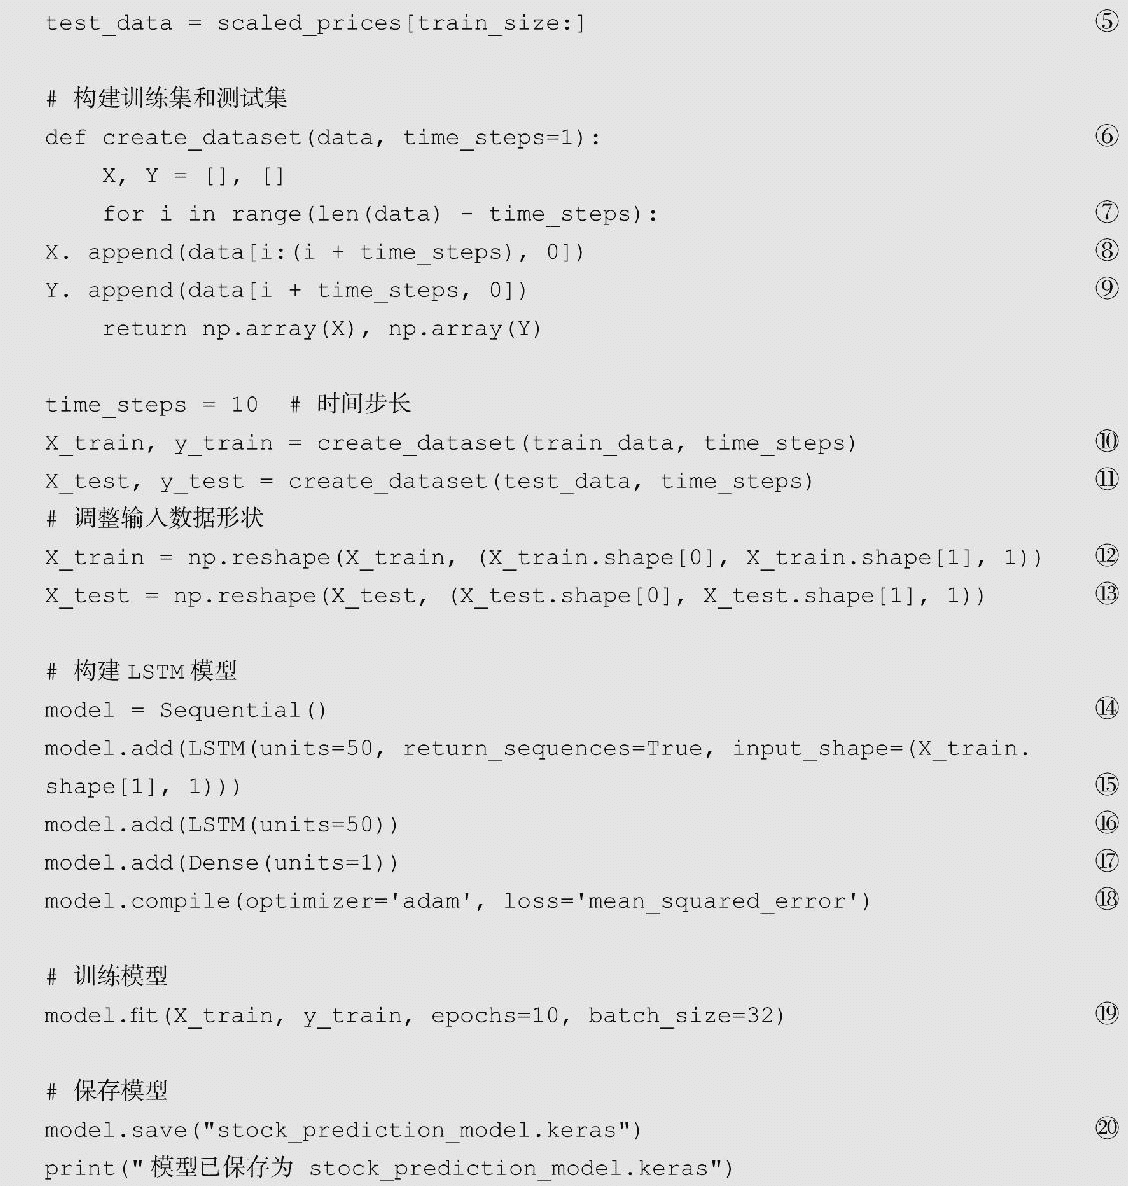 test_data = scaled_prices[train_size:] ⑤
# 构建训练集和测试集
def create_dataset(data, time_steps=1): ⑥
    X, Y = [], []
    for i in range(len(data) - time_steps): ⑦
X. append(data[i:(i + time_steps), 0]) ⑧
Y. append(data[i + time_steps, 0]) ⑨
    return np.array(X), np.array(Y)
time_steps = 10  # 时间步长
X_train, y_train = create_dataset(train_data, time_steps) ⑩
X_test, y_test = create_dataset(test_data, time_steps) ⑪
# 调整输入数据形状
X_train = np.reshape(X_train, (X_train.shape[0], X_train.shape[1], 1)) ⑫
X_test = np.reshape(X_test, (X_test.shape[0], X_test.shape[1], 1)) ⑬
# 构建 LSTM 模型
model = Sequential() ⑭
model.add(LSTM(units=50, return_sequences=True, input_shape=(X_train.
shape[1], 1))) ⑮
model.add(LSTM(units=50)) ⑯
model.add(Dense(units=1)) ⑰
model.compile(optimizer='adam', loss='mean_squared_error') ⑱
# 训练模型
model.fit(X_train, y_train, epochs=10, batch_size=32) ⑲
# 保存模型
model.save("stock_prediction_model.keras") ⑳
print("模型已保存为 stock_prediction_model.keras")